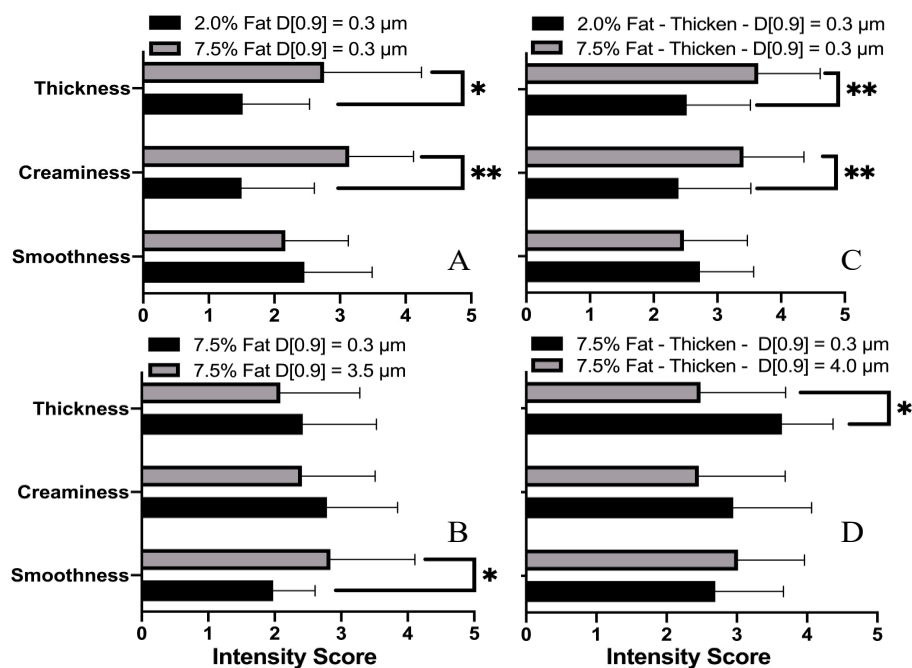 2.0% Fat D[0.9] = 0.3 µm
7.5% Fat D[0.9] = 0.3 µm
Thickness
*
Creaminess
**
Smoothness
A
0 1 2 3 4 5
2.0% Fat - Thicken - D[0.9] = 0.3 µm
7.5% Fat - Thicken - D[0.9] = 0.3 µm
**
**
C
0 1 2 3 4 5
7.5% Fat D[0.9] = 0.3 µm
7.5% Fat D[0.9] = 3.5 µm
Thickness
Creaminess
B
Smoothness
*
0 1 2 3 4 5
Intensity Score
7.5% Fat - Thicken - D[0.9] = 0.3 µm
7.5% Fat - Thicken - D[0.9] = 4.0 µm
*
D
0 1 2 3 4 5
Intensity Score